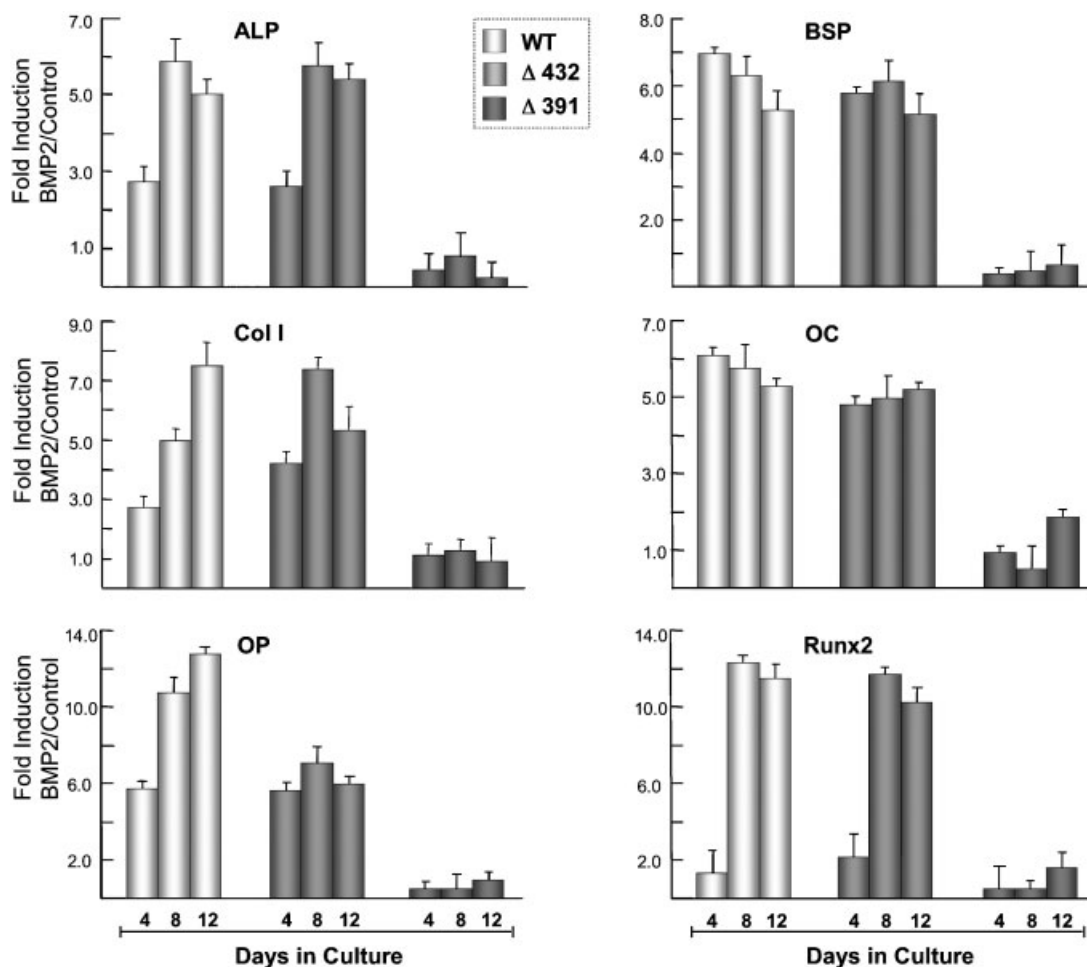 ALP
7.0
5.0
3.0
1.0
Fold Induction
BMP2/Control
WT
Δ 432
Δ 391
BSP
8.0
6.0
4.0
2.0
Col I
9.0
7.0
5.0
3.0
1.0
Fold Induction
BMP2/Control
OC
7.0
5.0
3.0
1.0
OP
14.0
10.0
6.0
2.0
Fold Induction
BMP2/Control
4 8 12 4 8 12 4 8 12
Days in Culture
Runx2
14.0
10.0
6.0
2.0
4 8 12 4 8 12 4 8 12
Days in Culture